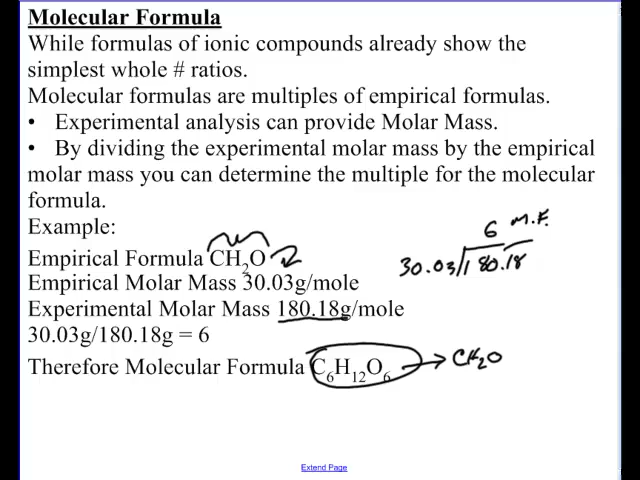 Molecular Formula
While formulas of ionic compounds already show the
simplest whole # ratios.
Molecular formulas are multiples of empirical formulas.
• Experimental analysis can provide Molar Mass.
• By dividing the experimental molar mass by the empirical
molar mass you can determine the multiple for the molecular
formula.
Example:
6 M.F.
Empirical Formula CH₂O
30.03 180.18
Empirical Molar Mass 30.03g/mole
Experimental Molar Mass 180.18g/mole
30.03g/180.18g = 6
Therefore Molecular Formula C₆H₁₂O₆ → CH₂O
Extend Page